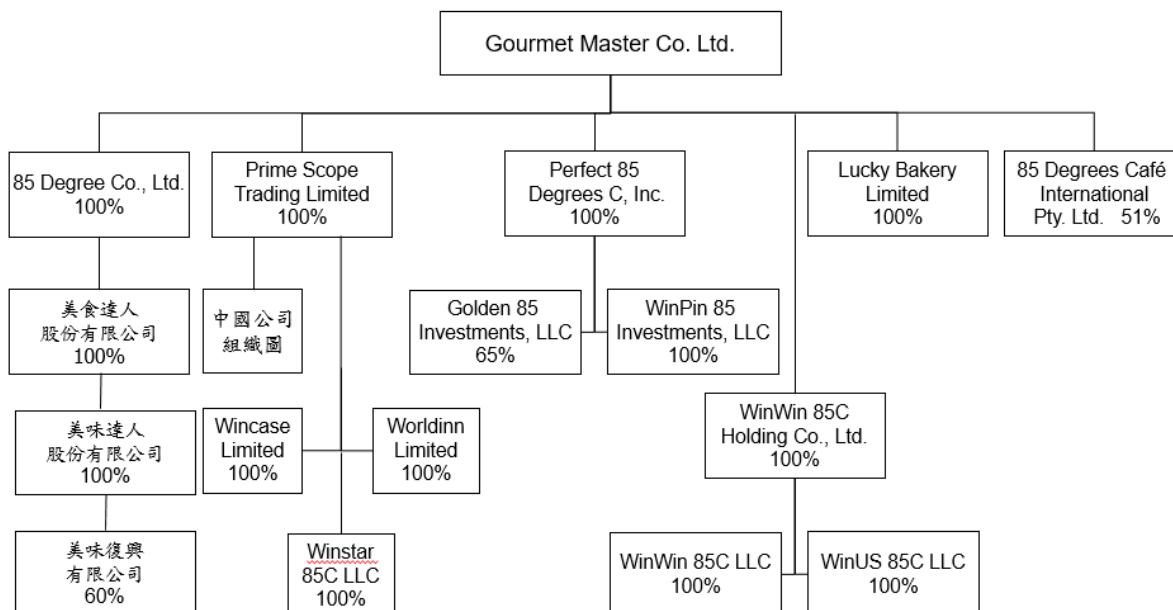 Gourmet Master Co. Ltd.
85 Degree Co., Ltd.
100%
Prime Scope
Trading Limited
100%
Perfect 85
Degrees C, Inc.
100%
Lucky Bakery
Limited
100%
85 Degrees Café
International
Pty. Ltd. 51%
美食達人
股份有限公司
100%
中國公司
組織圖
Golden 85
Investments, LLC
65%
WinPin 85
Investments, LLC
100%
美味達人
股份有限公司
100%
Wincase
Limited
100%
Worldinn
Limited
100%
WinWin 85C
Holding Co., Ltd.
100%
美味復興
有限公司
60%
Winstar
85C LLC
100%
WinWin 85C LLC
100%
WinUS 85C LLC
100%